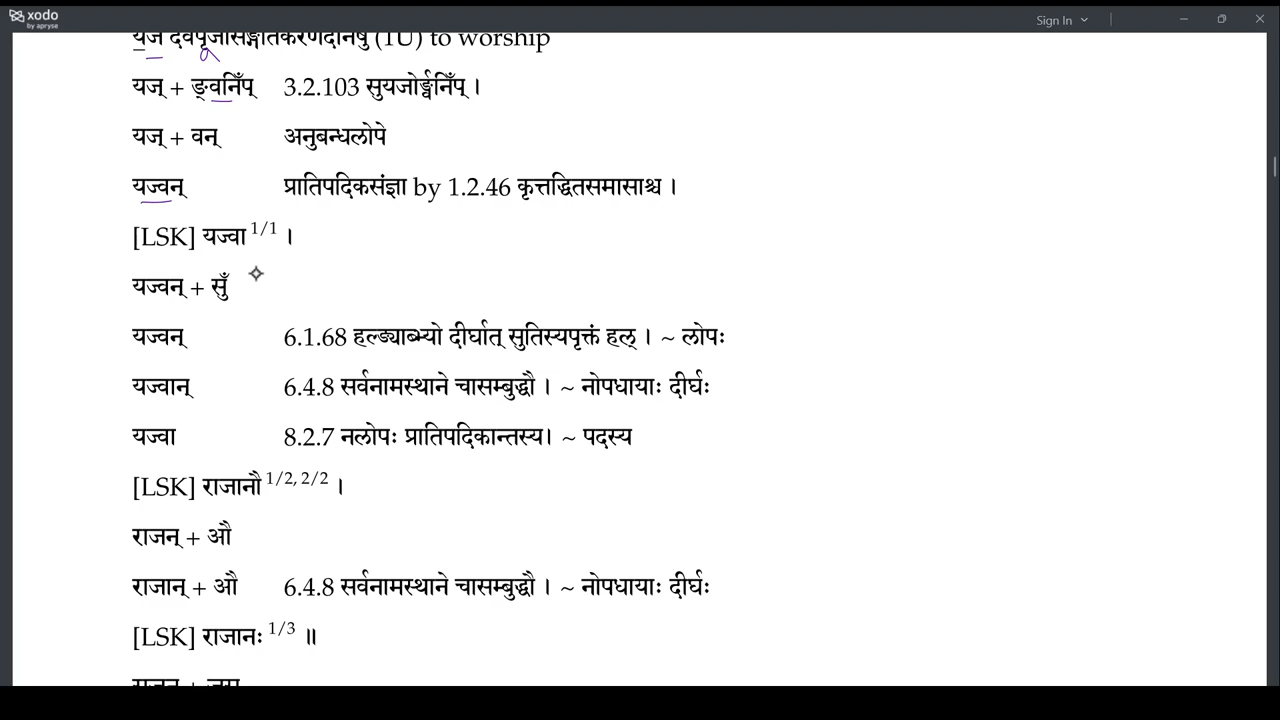 xodo
by apryse
Sign In
यज देवपूजासङ्गतिकरणदानेषु (1U) to worship
यज् + ङ्वनिँप् 3.2.103 सुयजोर्ङ्वनिँप् ।
यज् + वन् अनुबन्धलोपे
यज्वन् प्रातिपदिकसंज्ञा by 1.2.46 कृत्तद्धितसमासाश्च ।
[LSK] यज्वा 1/1 ।
यज्वन् + सुँ
यज्वन् 6.1.68 हल्ङ्याब्भ्यो दीर्घात् सुतिस्यपृक्तं हल् । ~ लोपः
यज्वान् 6.4.8 सर्वनामस्थाने चासम्बुद्धौ । ~ नोपधायाः दीर्घः
यज्वा 8.2.7 नलोपः प्रातिपदिकान्तस्य। ~ पदस्य
[LSK] राजानौ 1/2, 2/2 ।
राजन् + औ
राजान् + औ 6.4.8 सर्वनामस्थाने चासम्बुद्धौ । ~ नोपधायाः दीर्घः
[LSK] राजानः 1/3 ॥